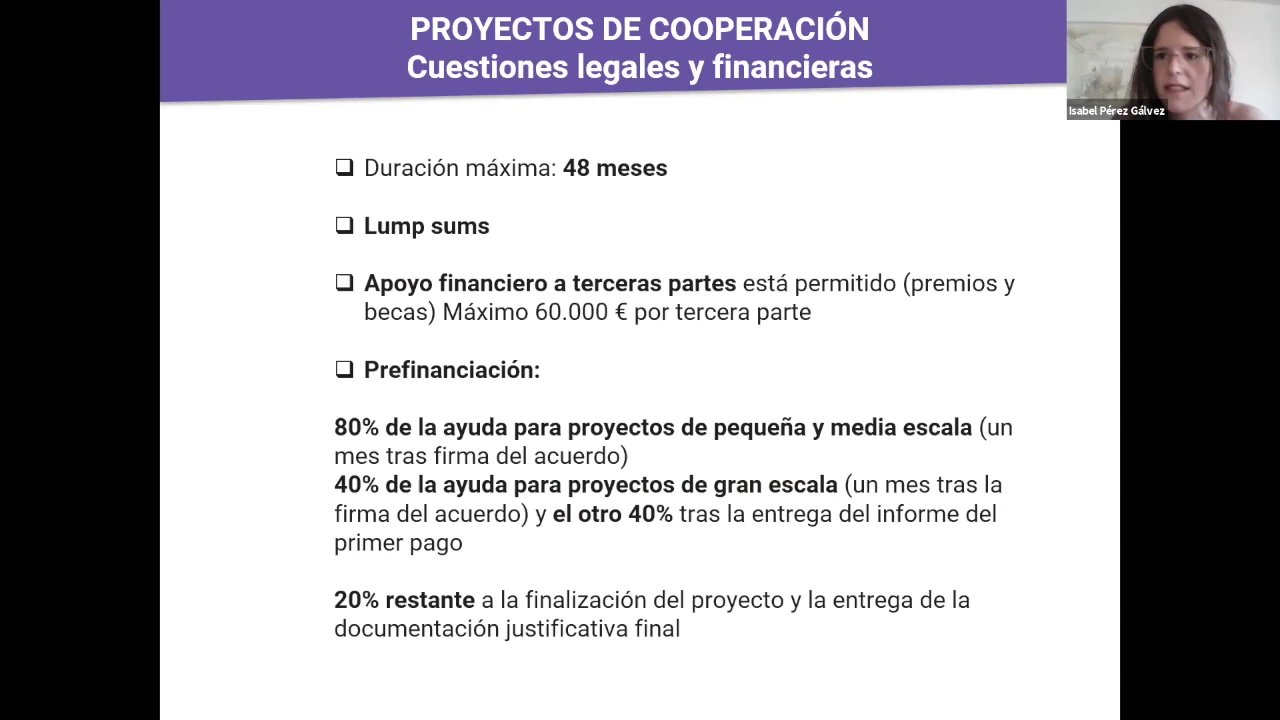 PROYECTOS DE COOPERACIÓN
Cuestiones legales y financieras
Isabel Pérez Gálvez
❑ Duración máxima: 48 meses
❑ Lump sums
❑ Apoyo financiero a terceras partes está permitido (premios y
becas) Máximo 60.000 € por tercera parte
❑ Prefinanciación:
80% de la ayuda para proyectos de pequeña y media escala (un
mes tras firma del acuerdo)
40% de la ayuda para proyectos de gran escala (un mes tras la
firma del acuerdo) y el otro 40% tras la entrega del informe del
primer pago
20% restante a la finalización del proyecto y la entrega de la
documentación justificativa final